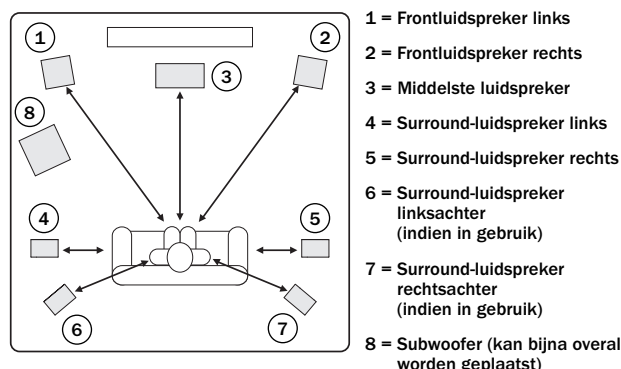 1
2
3
8
4
5
6
7
1 = Frontluidspreker links
2 = Frontluidspreker rechts
3 = Middelste luidspreker
4 = Surround-luidspreker links
5 = Surround-luidspreker rechts
6 = Surround-luidspreker
linksachter
(indien in gebruik)
7 = Surround-luidspreker
rechtsachter
(indien in gebruik)
8 = Subwoofer (kan bijna overal
worden geplaatst)